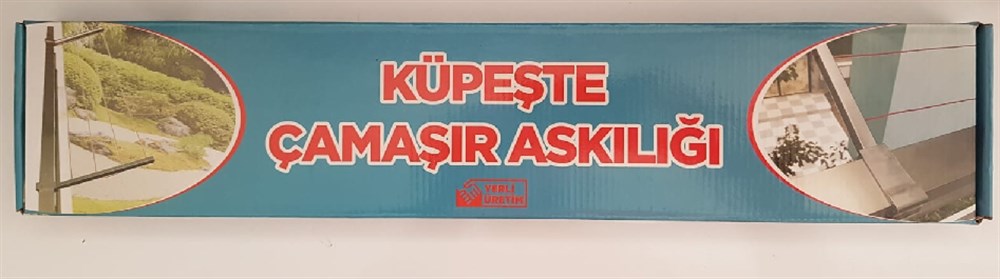 KÜPEŞTE
ÇAMAŞIR ASKILIĞI
YERLİ
ÜRETİM